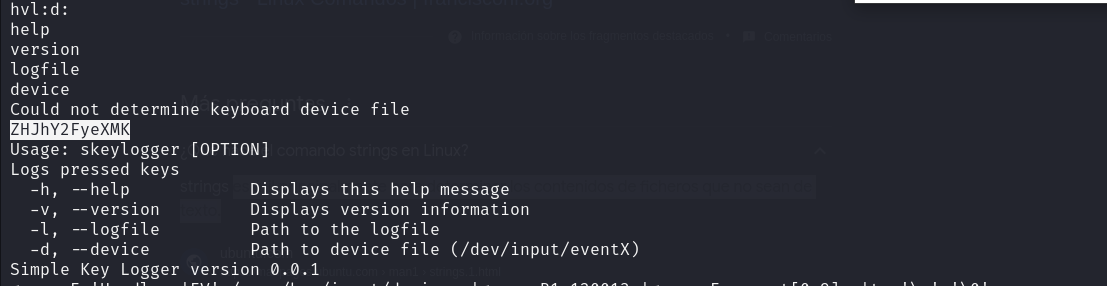 hvl:d:
help
version
logfile
device
Could not determine keyboard device file
ZHJhY2FyeXMK
Usage: skeylogger [OPTION]
Logs pressed keys
-h, --help Displays this help message
-v, --version Displays version information
-l, --logfile Path to the logfile
-d, --device Path to device file (/dev/input/eventX)
Simple Key Logger version 0.0.1